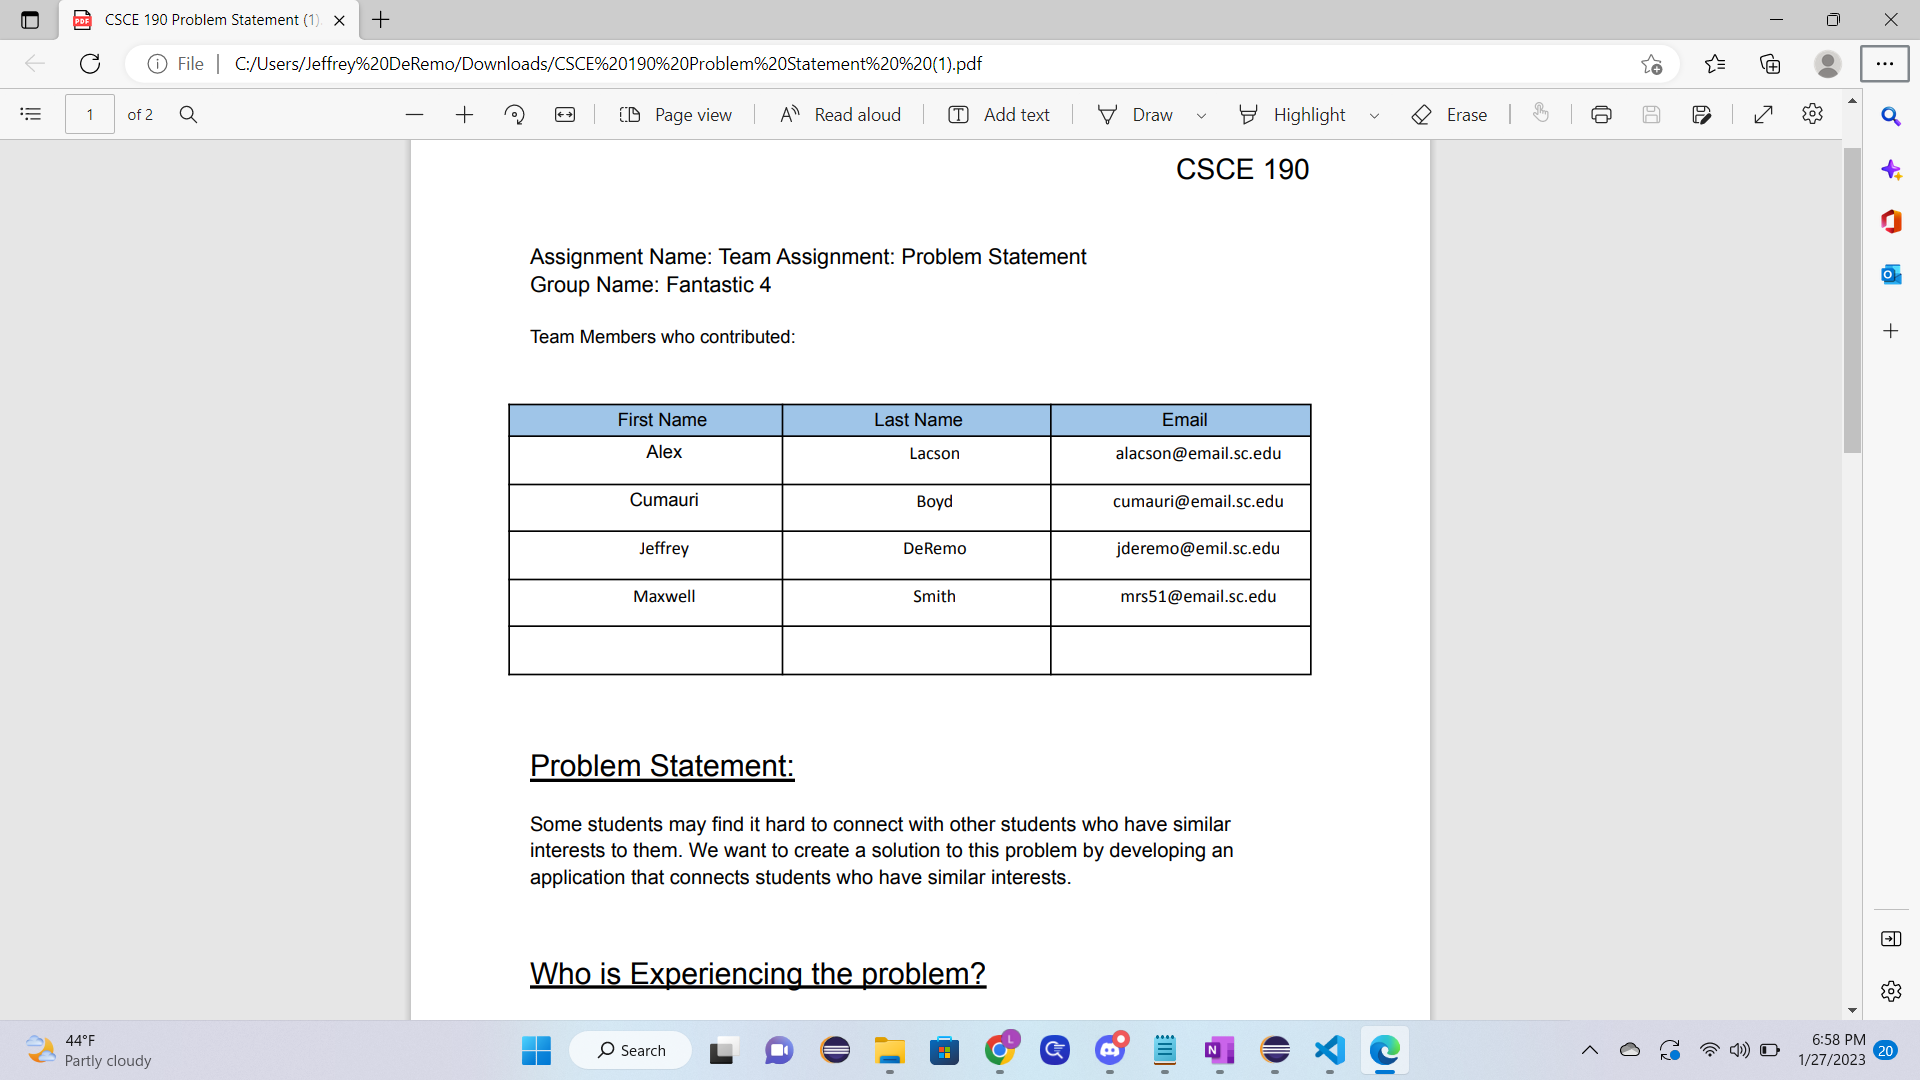 CSCE 190 Problem Statement (1)
File
C:/Users/Jeffrey%20DeRemo/Downloads/CSCE%20190%20Problem%20Statement%20%20(1).pdf
1 of 2 Page view Read aloud Add text Draw Highlight Erase
CSCE 190
Assignment Name: Team Assignment: Problem Statement
Group Name: Fantastic 4
Team Members who contributed:
First Name Last Name Email
Alex Lacson alacson@email.sc.edu
Cumauri Boyd cumauri@email.sc.edu
Jeffrey DeRemo jderemo@emil.sc.edu
Maxwell Smith mrs51@email.sc.edu
Problem Statement:
Some students may find it hard to connect with other students who have similar
interests to them. We want to create a solution to this problem by developing an
application that connects students who have similar interests.
Who is Experiencing the problem?
44°F
Partly cloudy
Search
6:58 PM
1/27/2023
20